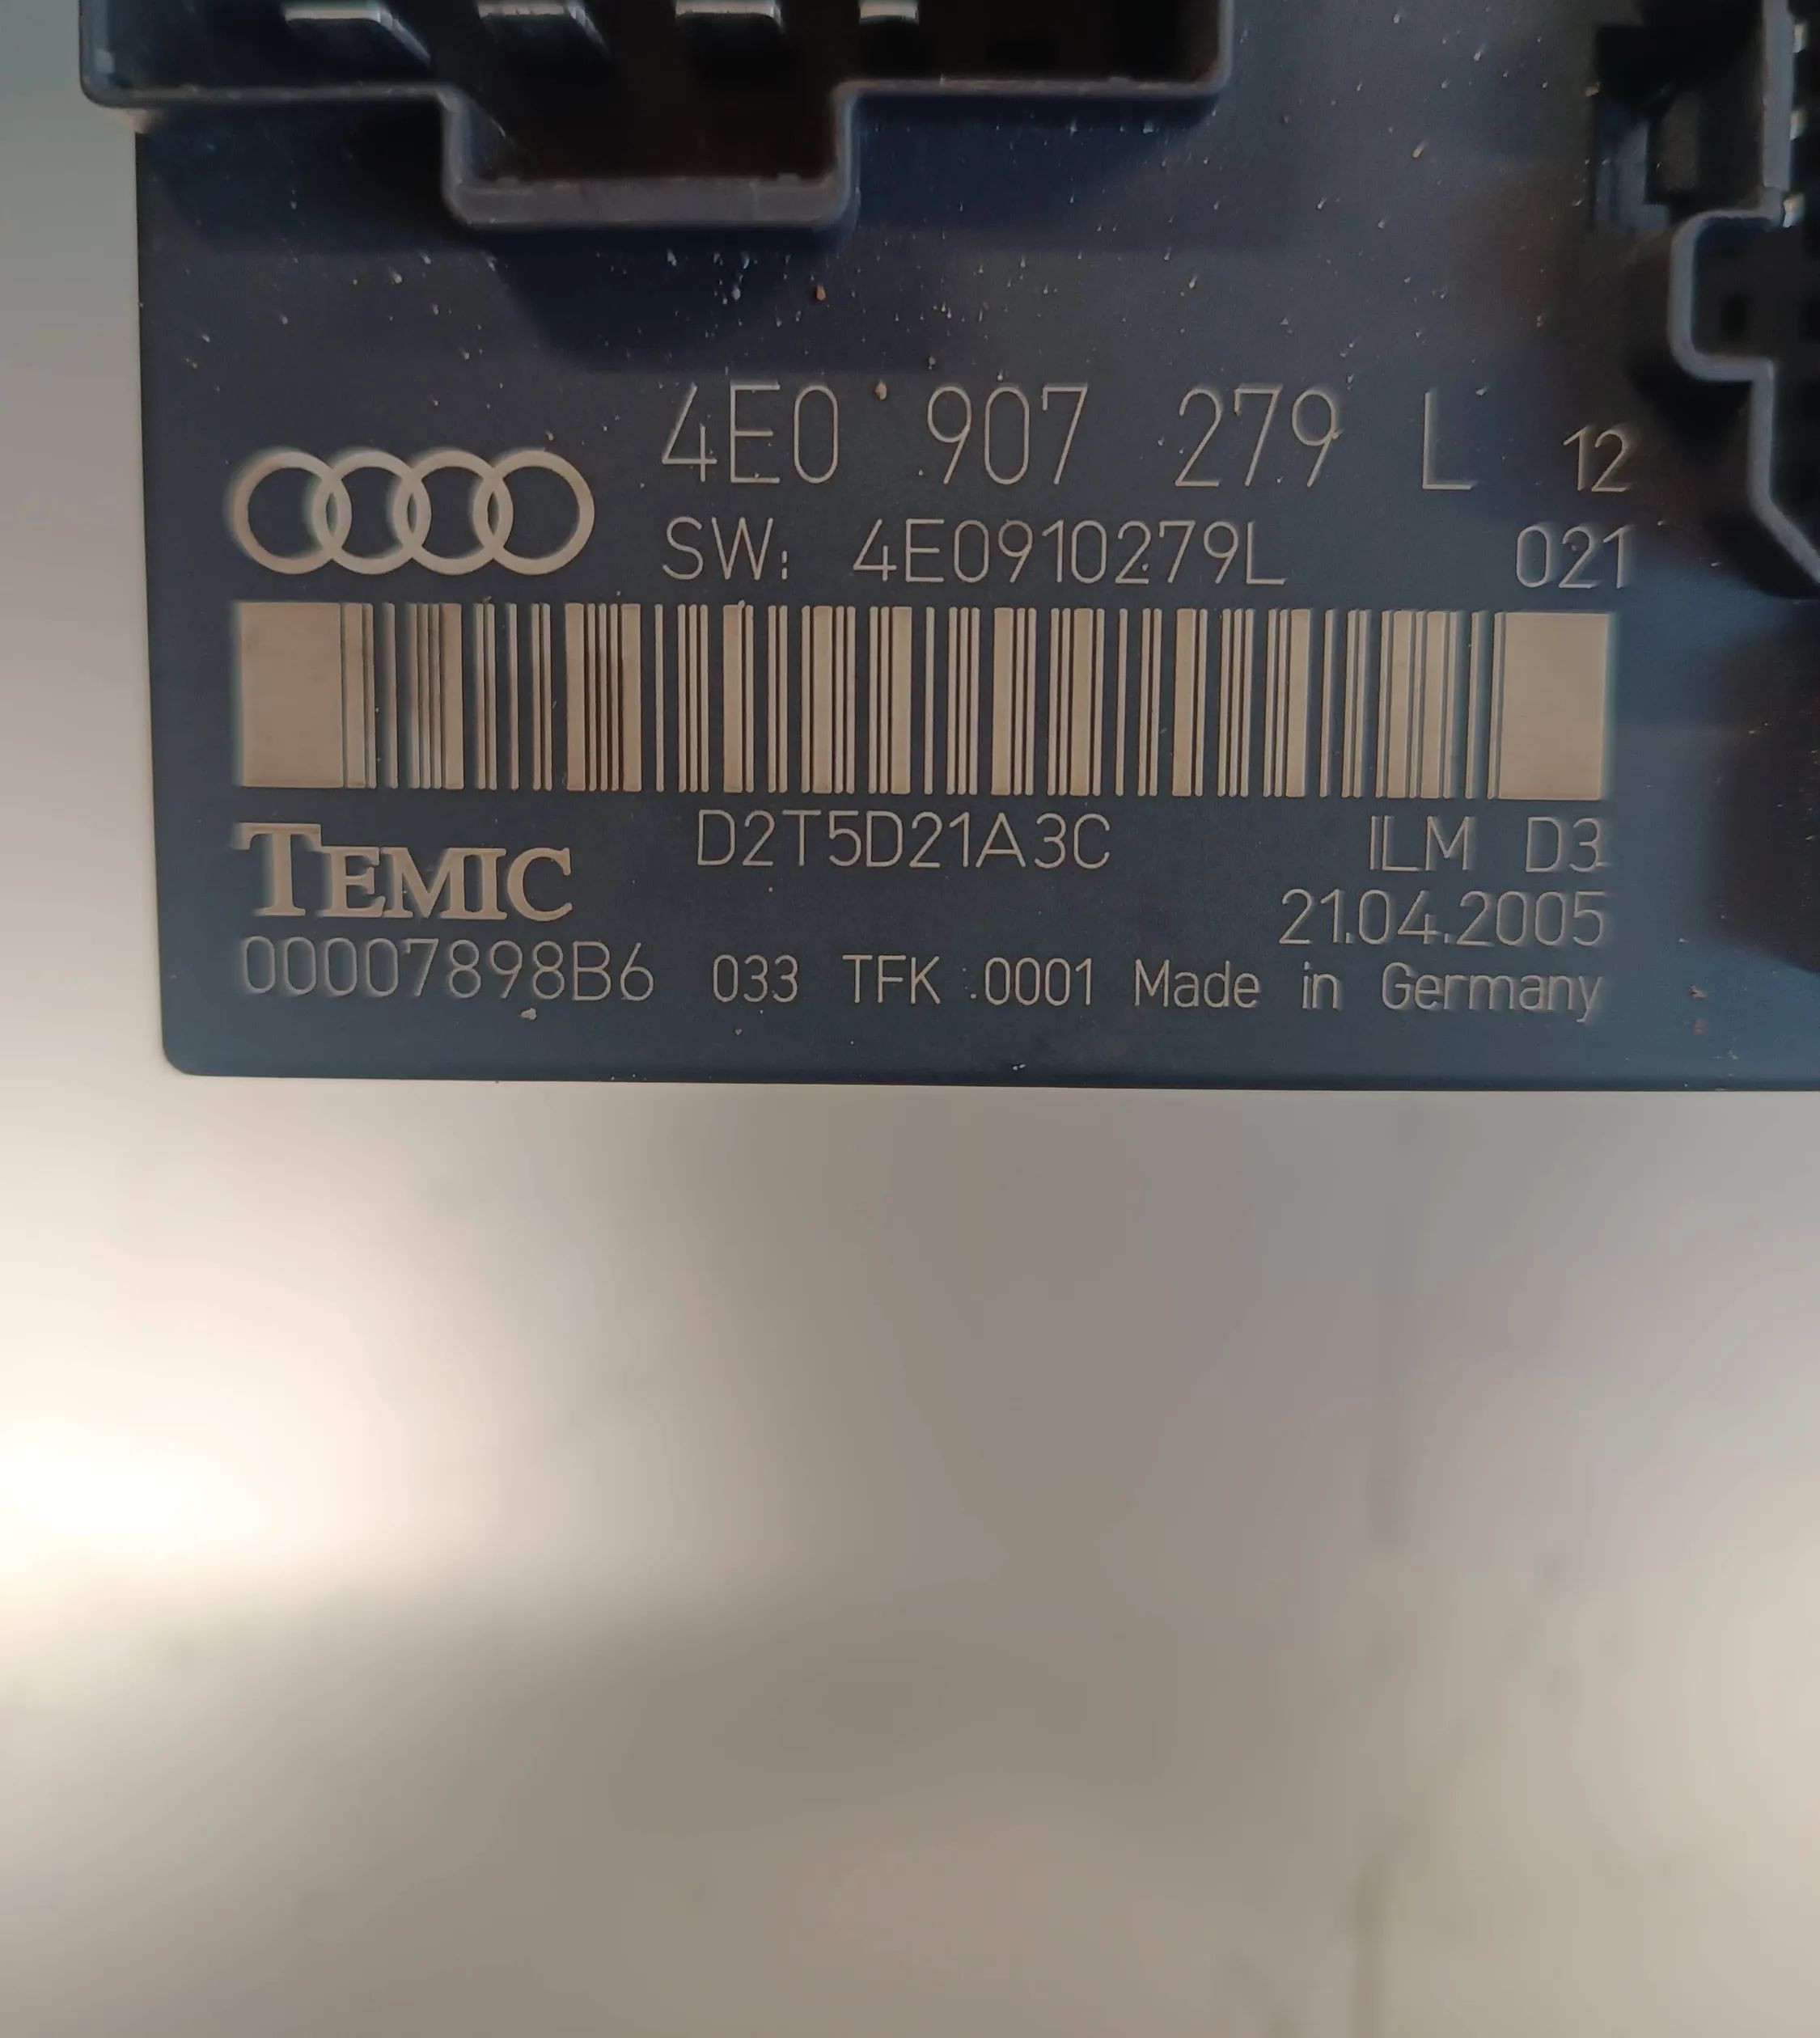 4E0 907 279 L 12
SW: 4E0910279L 021
TEMIC D2T5D21A3C ILM D3
21.04.2005
00007898B6 033 TFK 0001 Made in Germany